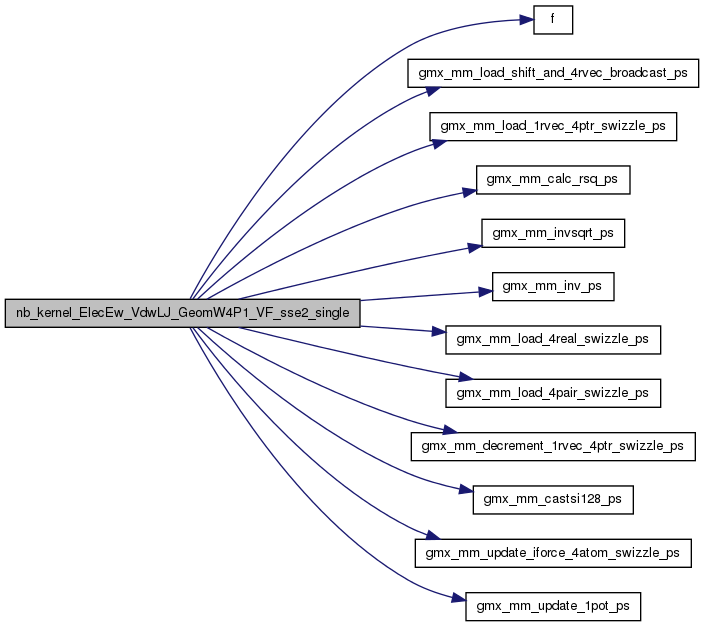 f
gmx_mm_load_shift_and_4rvec_broadcast_ps
gmx_mm_load_1rvec_4ptr_swizzle_ps
gmx_mm_calc_rsq_ps
gmx_mm_invsqrt_ps
gmx_mm_inv_ps
nb_kernel_ElecEw_VdwLJ_GeomW4P1_VF_sse2_single
gmx_mm_load_4real_swizzle_ps
gmx_mm_load_4pair_swizzle_ps
gmx_mm_decrement_1rvec_4ptr_swizzle_ps
gmx_mm_castsi128_ps
gmx_mm_update_iforce_4atom_swizzle_ps
gmx_mm_update_1pot_ps